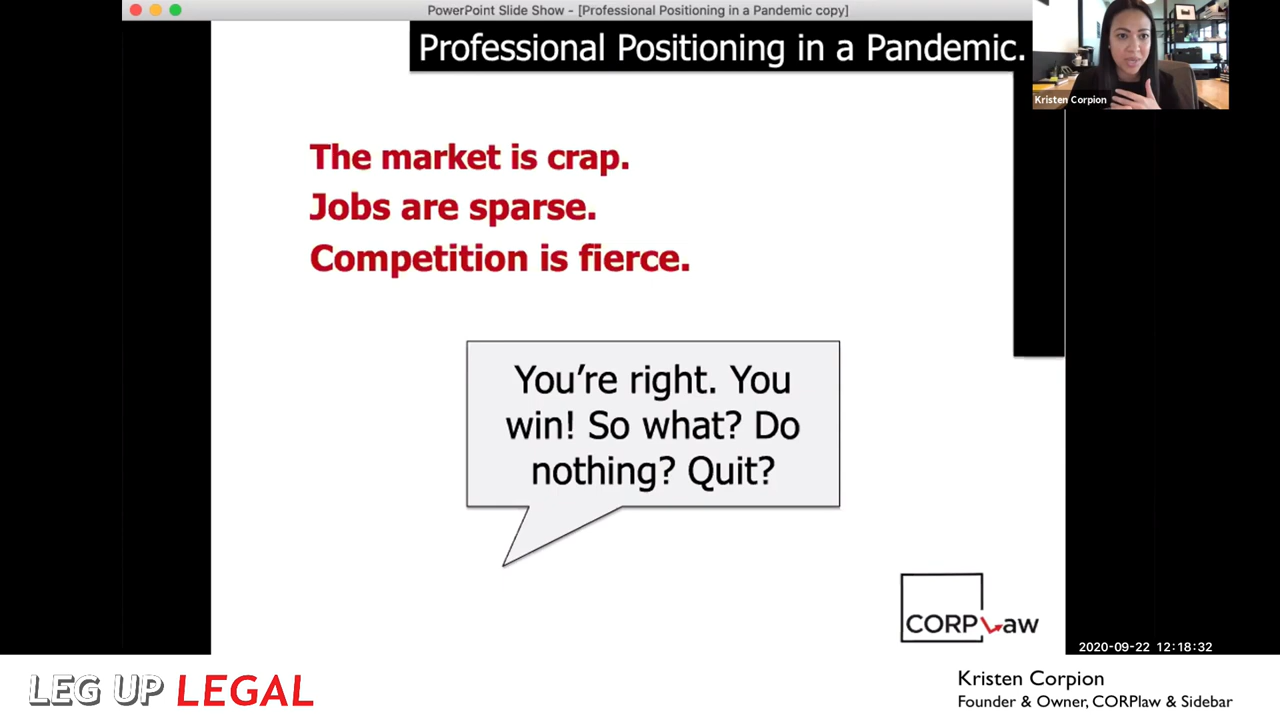 PowerPoint Slide Show - [Professional Positioning in a Pandemic copy]
Professional Positioning in a Pandemic.
Kristen Corpion
The market is crap.
Jobs are sparse.
Competition is fierce.
You're right. You
win! So what? Do
nothing? Quit?
CORPLaw
2020-09-22 12:18:32
LEG UP LEGAL
Kristen Corpion
Founder & Owner, CORPlaw & Sidebar